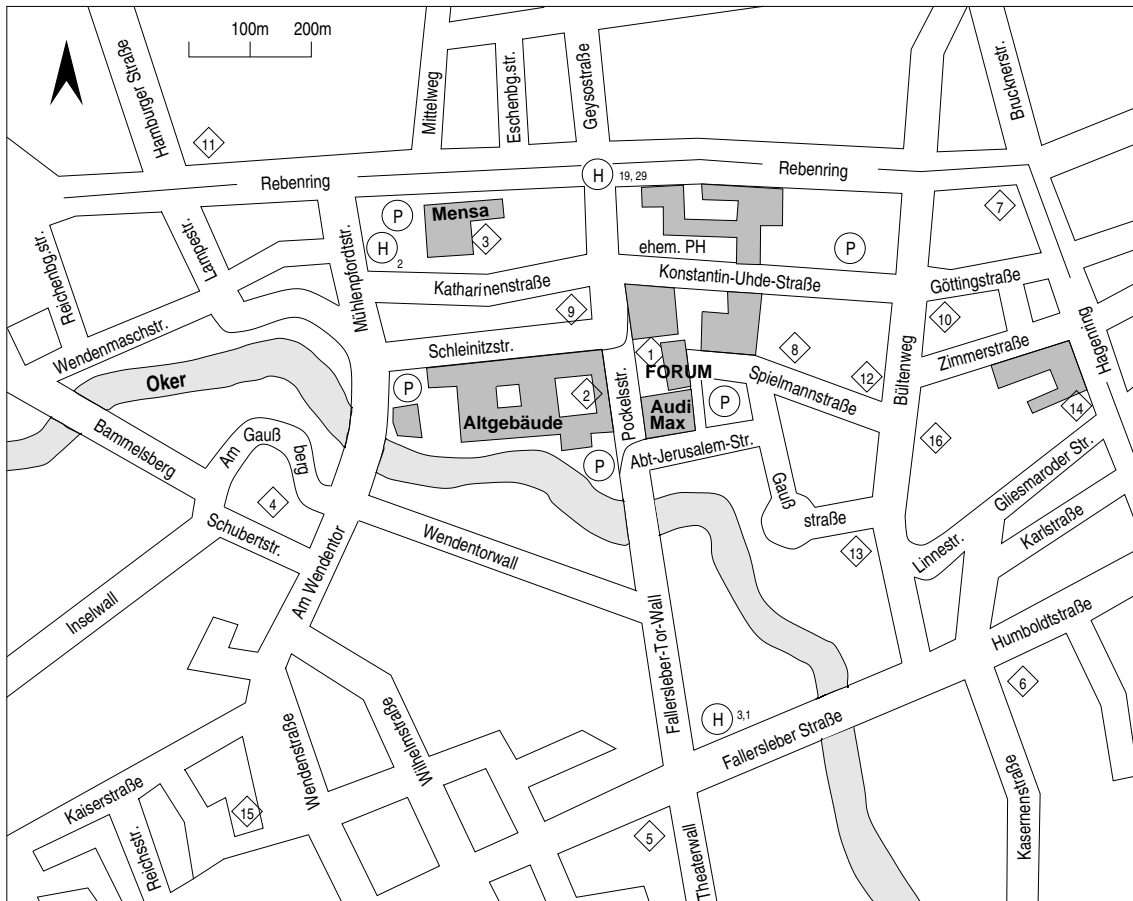 100m
200m
Hamburger Straße
Mittelweg
Eschenbg.str.
Geysostraße
Brucknerstr.
11
Rebenring
H
19, 29
Rebenring
7
Reichenbg.str.
Lampestr.
Mühlenpfordtstr.
P
Mensa
H
2
3
ehem. PH
P
Katharinenstraße
Konstantin-Uhde-Straße
Göttingstraße
Wendenmaschstr.
9
10
Schleinitzstr.
1
8
Zimmerstraße
Hagenring
Oker
P
FORUM
Spielmannstraße
12
Bültenweg
2
Altgebäude
Pockelsstr.
Audi
Max
P
14
Bammelsberg
Am
Gauß
berg
P
Abt-Jerusalem-Str.
16
Gliesmaroder Str.
4
Gauß
straße
Schubertstr.
Wendentorwall
13
Linnestr.
Karlstraße
Am Wendentor
Inselwall
Fallersleber-Tor-Wall
Humboldtstraße
6
H
3,1
Fallersleber Straße
Wendenstraße
Wilhelmstraße
Kaiserstraße
15
Reichsstr.
5
Theaterwall
Kasernenstraße